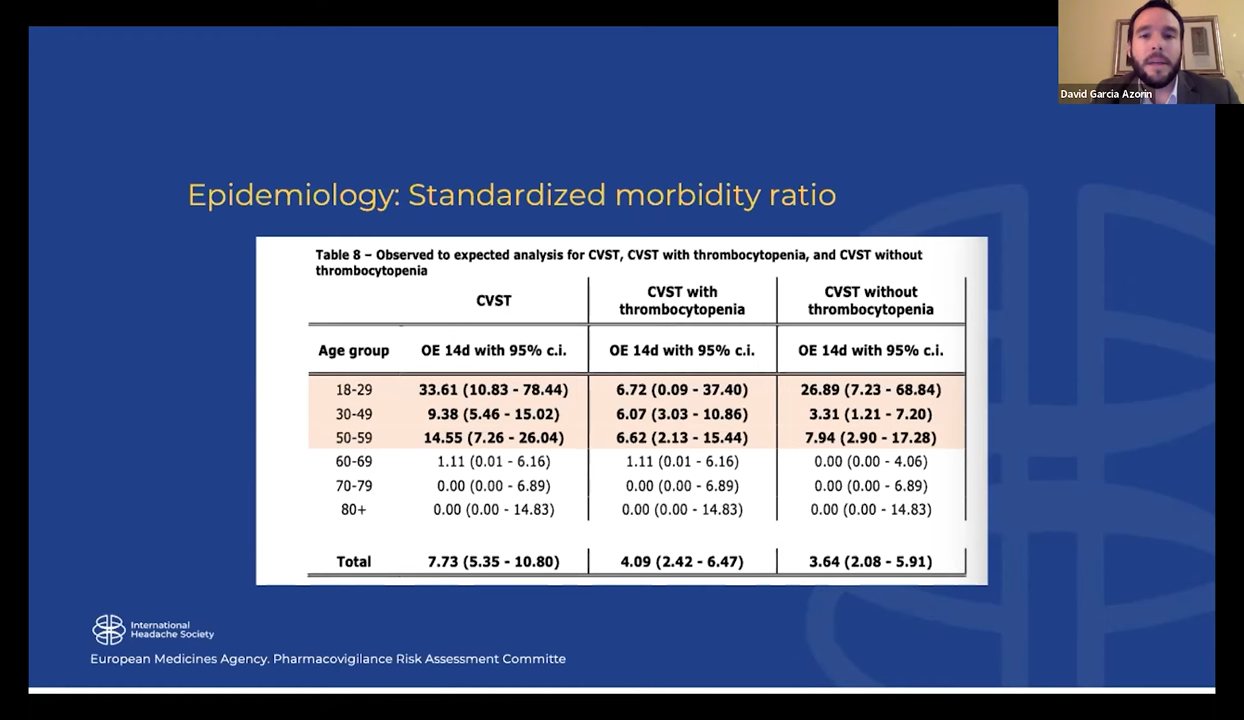 David Garcia Azorin
Epidemiology: Standardized morbidity ratio
Table 8 – Observed to expected analysis for CVST, CVST with thrombocytopenia, and CVST without
thrombocytopenia
CVST
CVST with
thrombocytopenia
CVST without
thrombocytopenia
Age group OE 14d with 95% c.i. OE 14d with 95% c.i. OE 14d with 95% c.i.
18-29 33.61 (10.83 - 78.44) 6.72 (0.09 - 37.40) 26.89 (7.23 - 68.84)
30-49 9.38 (5.46 - 15.02) 6.07 (3.03 - 10.86) 3.31 (1.21 - 7.20)
50-59 14.55 (7.26 - 26.04) 6.62 (2.13 - 15.44) 7.94 (2.90 - 17.28)
60-69 1.11 (0.01 - 6.16) 1.11 (0.01 - 6.16) 0.00 (0.00 - 4.06)
70-79 0.00 (0.00 - 6.89) 0.00 (0.00 - 6.89) 0.00 (0.00 - 6.89)
80+ 0.00 (0.00 - 14.83) 0.00 (0.00 - 14.83) 0.00 (0.00 - 14.83)
Total 7.73 (5.35 - 10.80) 4.09 (2.42 - 6.47) 3.64 (2.08 - 5.91)
International
Headache Society
European Medicines Agency. Pharmacovigilance Risk Assessment Committe